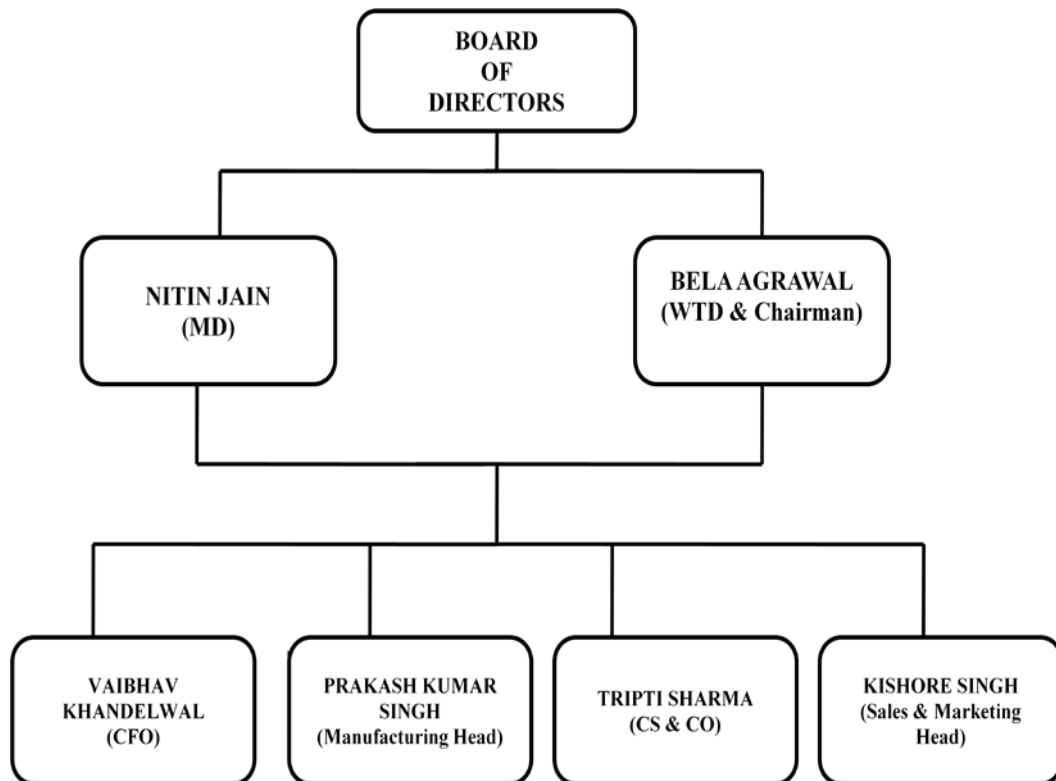 BOARD
OF
DIRECTORS
NITIN JAIN
(MD)
BELA AGRAWAL
(WTD & Chairman)
VAIBHAV
KHANDELWAL
(CFO)
PRAKASH KUMAR
SINGH
(Manufacturing Head)
TRIPTI SHARMA
(CS & CO)
KISHORE SINGH
(Sales & Marketing
Head)